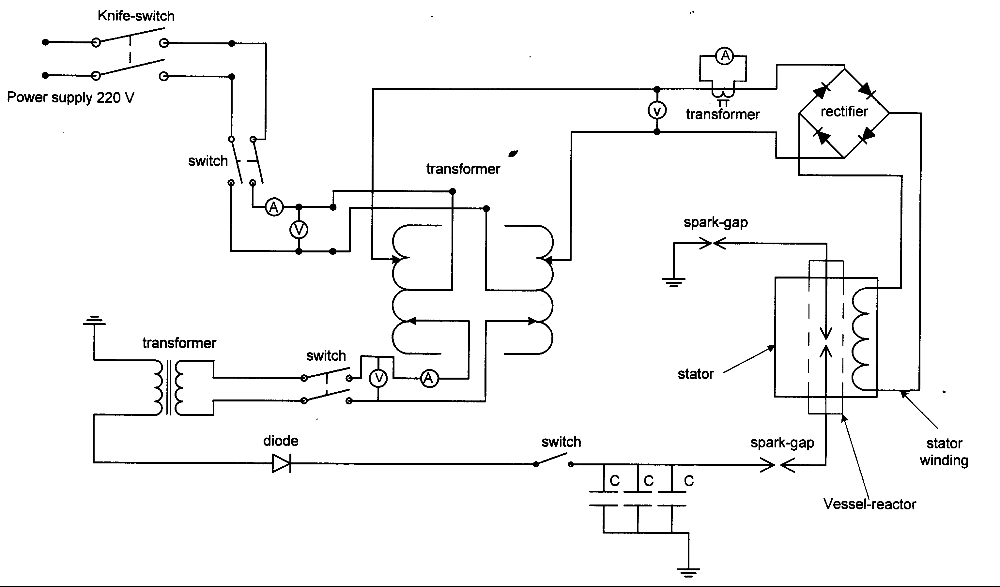 Knife-switch
Power supply 220 V
A
transformer
V
rectifier
switch
transformer
A
V
spark-gap
transformer
switch
V
A
stator
diode
switch
spark-gap
stator
winding
C
C
C
Vessel-reactor